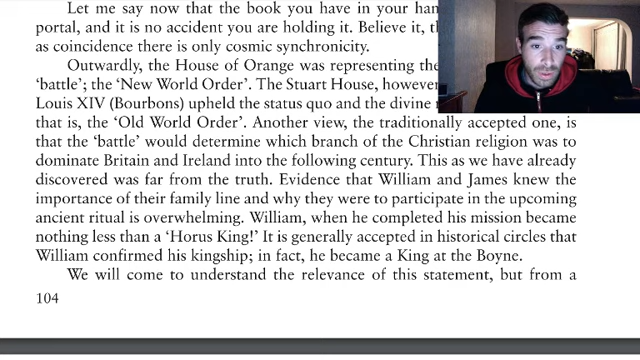 Let me say now that the book you have in your han
portal, and it is no accident you are holding it. Believe it, th
as coincidence there is only cosmic synchronicity.
Outwardly, the House of Orange was representing the
‘battle’; the ‘New World Order’. The Stuart House, however
Louis XIV (Bourbons) upheld the status quo and the divine
that is, the ‘Old World Order’. Another view, the traditionally accepted one, is
that the ‘battle’ would determine which branch of the Christian religion was to
dominate Britain and Ireland into the following century. This as we have already
discovered was far from the truth. Evidence that William and James knew the
importance of their family line and why they were to participate in the upcoming
ancient ritual is overwhelming. William, when he completed his mission became
nothing less than a ‘Horus King!’ It is generally accepted in historical circles that
William confirmed his kingship; in fact, he became a King at the Boyne.
We will come to understand the relevance of this statement, but from a
104